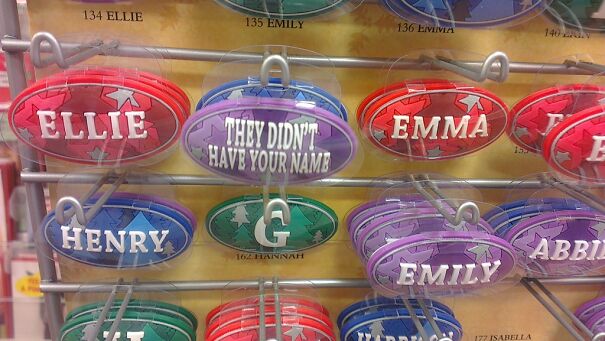 134 ELLIE
135 EMILY
136 EMMA
ELLIE
THEY DIDN'T
HAVE YOUR NAME
EMMA
E
HENRY
G
162 HANNAH
EMILY
ABBI
177 ISABELLA